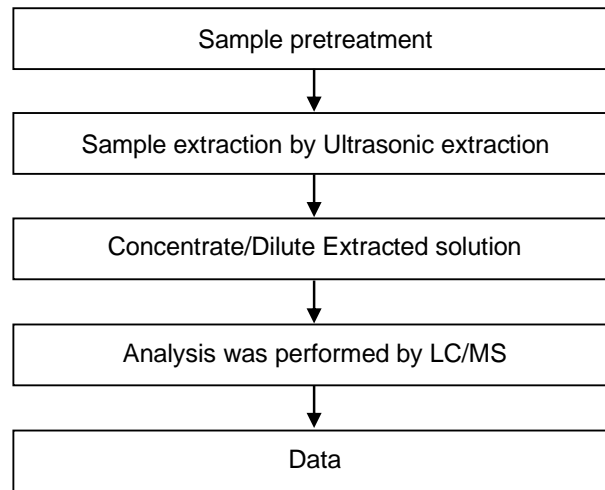 Sample pretreatment
Sample extraction by Ultrasonic extraction
Concentrate/Dilute Extracted solution
Analysis was performed by LC/MS
Data